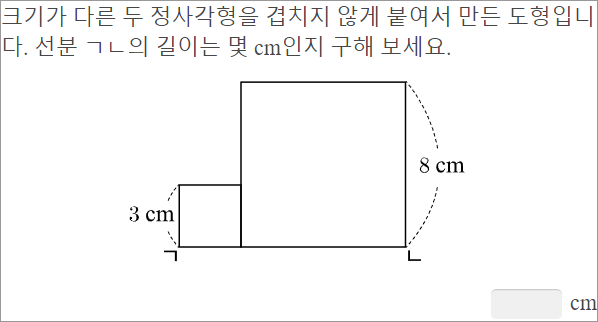 크기가 다른 두 정사각형을 겹치지 않게 붙여서 만든 도형입니
다. 선분 ㄱㄴ의 길이는 몇 cm인지 구해 보세요.
8 cm
3 cm
ㄱ
ㄴ
cm